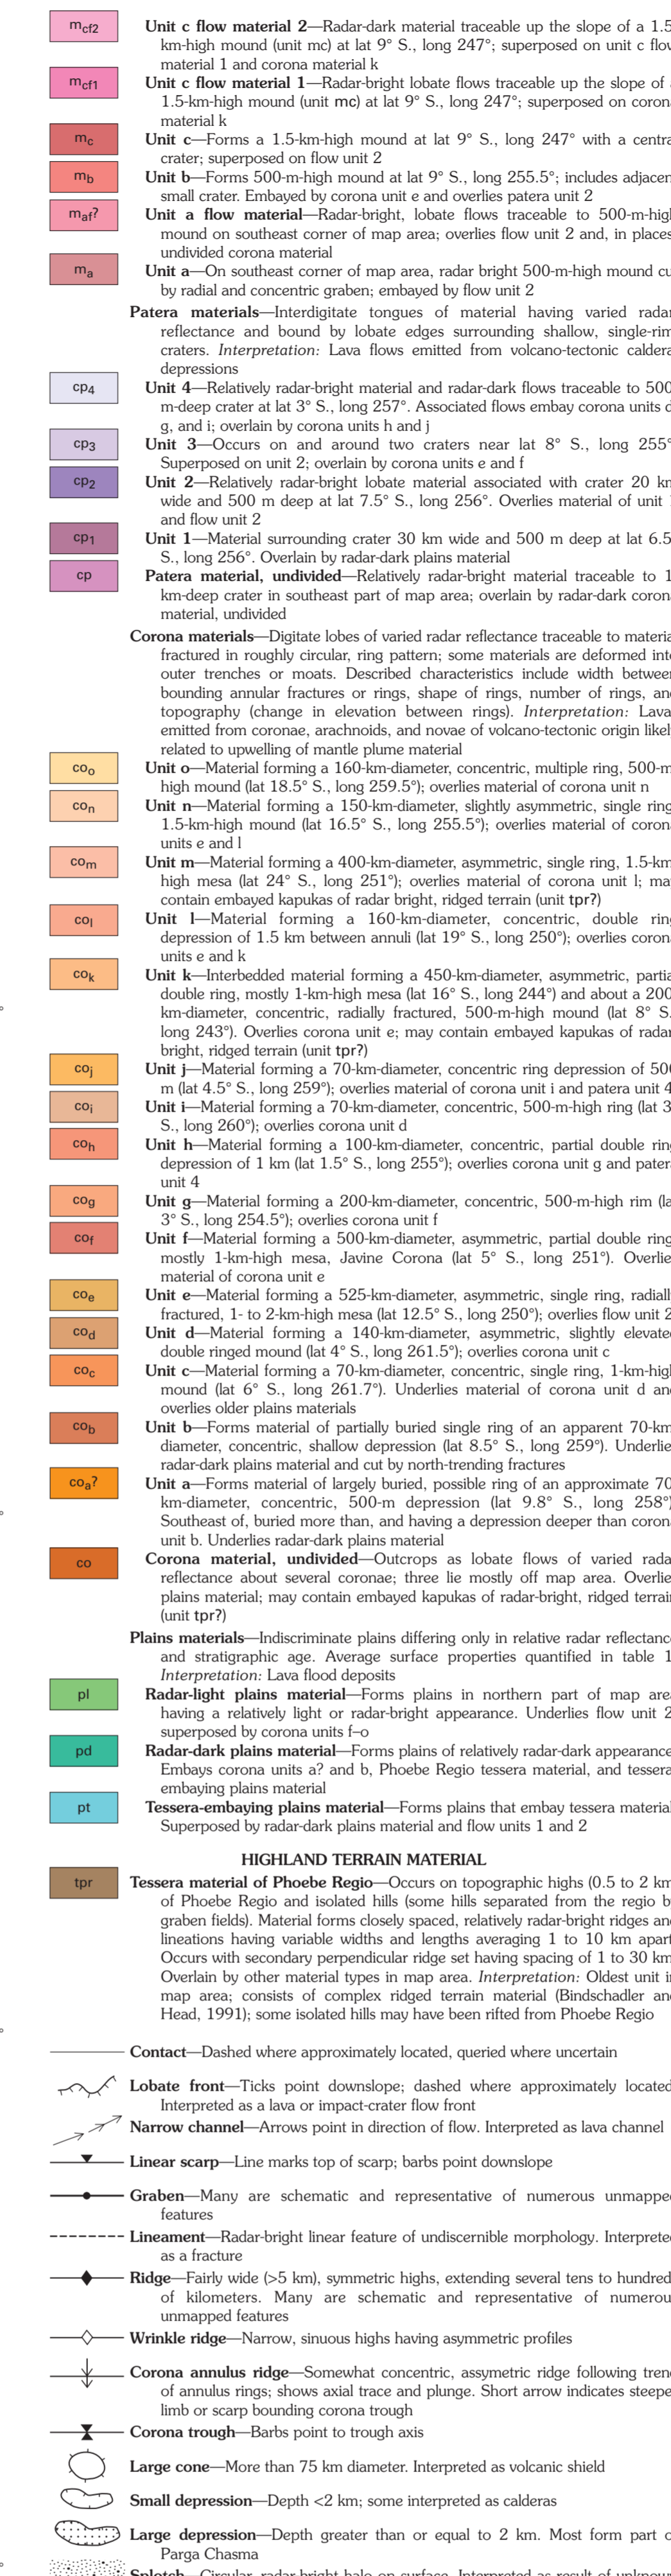 m cf2 Unit c flow material 2—Radar-dark material traceable up the slope of a 1.5-
km-high mound (unit mc) at lat 9° S., long 247°; superposed on unit c flow
material 1 and corona material k
m cf1 Unit c flow material 1—Radar-bright lobate flows traceable up the slope of
1.5-km-high mound (unit mc) at lat 9° S., long 247°; superposed on corona
material k
m c Unit c—Forms a 1.5-km-high mound at lat 9° S., long 247° with a central
crater; superposed on flow unit 2
m b Unit b—Forms 500-m-high mound at lat 9° S., long 255.5°; includes adjacent
small crater. Embayed by corona unit e and overlies patera unit 2
m af? Unit a flow material—Radar-bright, lobate flows traceable to 500-m-high
mound on southeast corner of map area; overlies flow unit 2 and, in places,
undivided corona material
m a Unit a—On southeast corner of map area, radar bright 500-m-high mound cut
by radial and concentric graben; embayed by flow unit 2
Patera materials—Interdigitate tongues of material having varied radar
reflectance and bound by lobate edges surrounding shallow, single-rim
craters. Interpretation: Lava flows emitted from volcano-tectonic caldera
depressions
cp4 Unit 4—Relatively radar-bright material and radar-dark flows traceable to 500-
m-deep crater at lat 3° S., long 257°. Associated flows embay corona units d,
g, and i; overlain by corona units h and j
cp3 Unit 3—Occurs on and around two craters near lat 8° S., long 255°.
Superposed on unit 2; overlain by corona units e and f
cp2 Unit 2—Relatively radar-bright lobate material associated with crater 20 km
wide and 500 m deep at lat 7.5° S., long 256°. Overlies material of unit 1
and flow unit 2
cp1 Unit 1—Material surrounding crater 30 km wide and 500 m deep at lat 6.5°
S., long 256°. Overlain by radar-dark plains material
cp Patera material, undivided—Relatively radar-bright material traceable to 1-
km-deep crater in southeast part of map area; overlain by radar-dark corona
material, undivided
Corona materials—Digitate lobes of varied radar reflectance traceable to material
fractured in roughly circular, ring pattern; some materials are deformed into
outer trenches or moats. Described characteristics include width between
bounding annular fractures or rings, shape of rings, number of rings, and
topography (change in elevation between rings). Interpretation: Lavas
emitted from coronae, arachnoids, and novae of volcano-tectonic origin likely
related to upwelling of mantle plume material
co o Unit o—Material forming a 160-km-diameter, concentric, multiple ring, 500-m-
high mound (lat 18.5° S., long 259.5°); overlies material of corona unit n
co n Unit n—Material forming a 150-km-diameter, slightly asymmetric, single ring,
1.5-km-high mound (lat 16.5° S., long 255.5°); overlies material of corona
units e and l
co m Unit m—Material forming a 400-km-diameter, asymmetric, single ring, 1.5-km-
high mesa (lat 24° S., long 251°); overlies material of corona unit l; may
contain embayed kapukas of radar bright, ridged terrain (unit tpr?)
co l Unit l—Material forming a 160-km-diameter, concentric, double ring
depression of 1.5 km between annuli (lat 19° S., long 250°); overlies corona
units e and k
co k Unit k—Interbedded material forming a 450-km-diameter, asymmetric, partial
double ring, mostly 1-km-high mesa (lat 16° S., long 244°) and about a 200-
km-diameter, concentric, radially fractured, 500-m-high mound (lat 8° S.,
long 243°). Overlies corona unit e; may contain embayed kapukas of radar-
bright, ridged terrain (unit tpr?)
co j Unit j—Material forming a 70-km-diameter, concentric ring depression of 500
m (lat 4.5° S., long 259°); overlies material of corona unit i and patera unit 4
co i Unit i—Material forming a 70-km-diameter, concentric, 500-m-high ring (lat 3°
S., long 260°); overlies corona unit d
co h Unit h—Material forming a 100-km-diameter, concentric, partial double ring
depression of 1 km (lat 1.5° S., long 255°); overlies corona unit g and patera
unit 4
co g Unit g—Material forming a 200-km-diameter, concentric, 500-m-high rim (lat
3° S., long 254.5°); overlies corona unit f
co f Unit f—Material forming a 500-km-diameter, asymmetric, partial double ring,
mostly 1-km-high mesa, Javine Corona (lat 5° S., long 251°). Overlies
material of corona unit e
co e Unit e—Material forming a 525-km-diameter, asymmetric, single ring, radially
fractured, 1- to 2-km-high mesa (lat 12.5° S., long 250°); overlies flow unit 2
co d Unit d—Material forming a 140-km-diameter, asymmetric, slightly elevated
double ringed mound (lat 4° S., long 261.5°); overlies corona unit c
co c Unit c—Material forming a 70-km-diameter, concentric, single ring, 1-km-high
mound (lat 6° S., long 261.7°). Underlies material of corona unit d and
overlies older plains materials
co b Unit b—Forms material of partially buried single ring of an apparent 70-km-
diameter, concentric, shallow depression (lat 8.5° S., long 259°). Underlies
radar-dark plains material and cut by north-trending fractures
co a? Unit a—Forms material of largely buried, possible ring of an approximate 70-
km-diameter, concentric, 500-m depression (lat 9.8° S., long 258°).
Southeast of, buried more than, and having a depression deeper than corona
unit b. Underlies radar-dark plains material
co Corona material, undivided—Outcrops as lobate flows of varied radar
reflectance about several coronae; three lie mostly off map area. Overlies
plains material; may contain embayed kapukas of radar-bright, ridged terrain
(unit tpr?)
Plains materials—Indiscriminate plains differing only in relative radar reflectance
and stratigraphic age. Average surface properties quantified in table 1.
Interpretation: Lava flood deposits
pl Radar-light plains material—Forms plains in northern part of map area
having a relatively light or radar-bright appearance. Underlies flow unit 2;
superposed by corona units f–o
pd Radar-dark plains material—Forms plains of relatively radar-dark appearance.
Embays corona units a? and b, Phoebe Regio tessera material, and tessera-
embaying plains material
pt Tessera-embaying plains material—Forms plains that embay tessera material.
Superposed by radar-dark plains material and flow units 1 and 2
HIGHLAND TERRAIN MATERIAL
tpr Tessera material of Phoebe Regio—Occurs on topographic highs (0.5 to 2 km)
of Phoebe Regio and isolated hills (some hills separated from the regio by
graben fields). Material forms closely spaced, relatively radar-bright ridges and
lineations having variable widths and lengths averaging 1 to 10 km apart.
Occurs with secondary perpendicular ridge set having spacing of 1 to 30 km.
Overlain by other material types in map area. Interpretation: Oldest unit in
map area; consists of complex ridged terrain material (Bindschadler and
Head, 1991); some isolated hills may have been rifted from Phoebe Regio
Contact—Dashed where approximately located, queried where uncertain
Lobate front—Ticks point downslope; dashed where approximately located.
Interpreted as a lava or impact-crater flow front
Narrow channel—Arrows point in direction of flow. Interpreted as lava channel
Linear scarp—Line marks top of scarp; barbs point downslope
Graben—Many are schematic and representative of numerous unmapped
features
Lineament—Radar-bright linear feature of undiscernible morphology. Interpreted
as a fracture
Ridge—Fairly wide (>5 km), symmetric highs, extending several tens to hundreds
of kilometers. Many are schematic and representative of numerous
unmapped features
Wrinkle ridge—Narrow, sinuous highs having asymmetric profiles
Corona annulus ridge—Somewhat concentric, assymetric ridge following trend
of annulus rings; shows axial trace and plunge. Short arrow indicates steeper
limb or scarp bounding corona trough
Corona trough—Barbs point to trough axis
Large cone—More than 75 km diameter. Interpreted as volcanic shield
Small depression—Depth <2 km; some interpreted as calderas
Large depression—Depth greater than or equal to 2 km. Most form part of
Parga Chasma
Splotch—Circular, radar-bright halo on surface. Interpreted as result of unknown